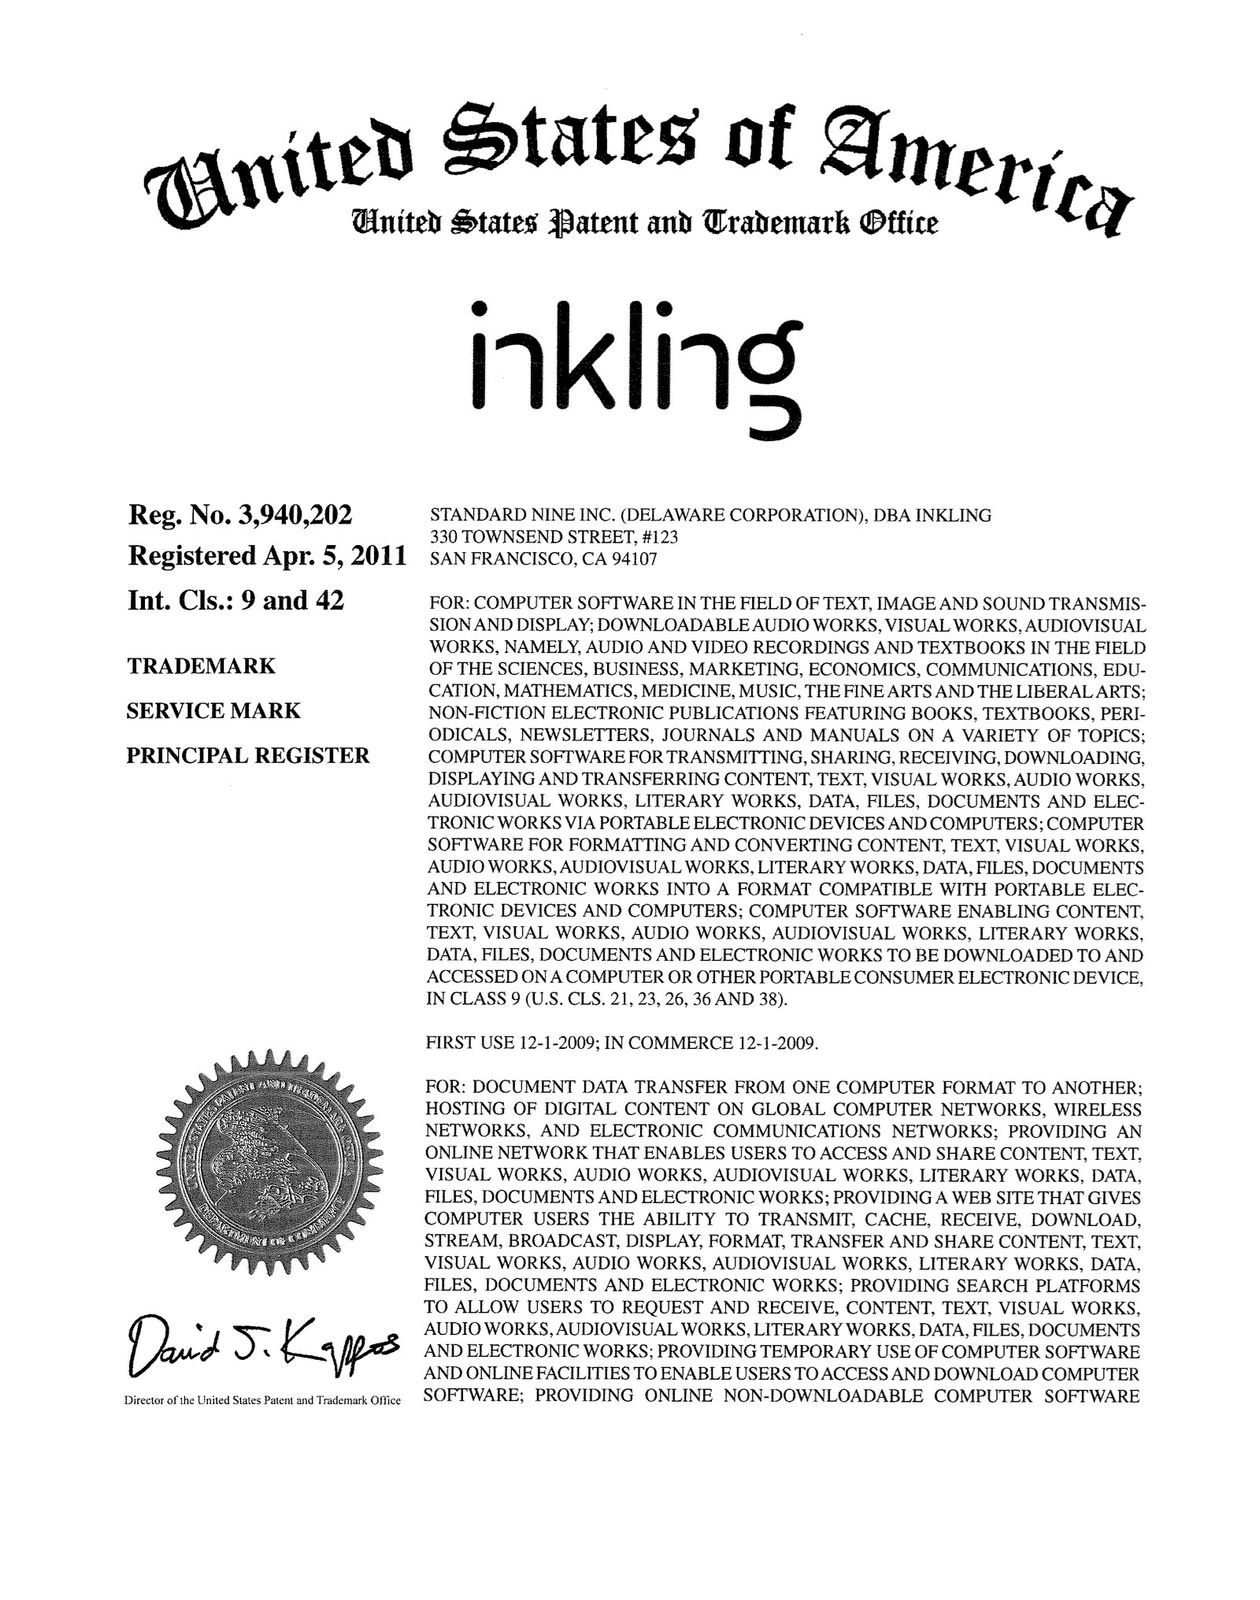 United States of America
United States Patent and Trademark Office
inkling
Reg. No. 3,940,202
Registered Apr. 5, 2011
Int. Cls.: 9 and 42
TRADEMARK
SERVICE MARK
PRINCIPAL REGISTER
STANDARD NINE INC. (DELAWARE CORPORATION), DBA INKLING
330 TOWNSEND STREET, #123
SAN FRANCISCO, CA 94107
FOR: COMPUTER SOFTWARE IN THE FIELD OF TEXT, IMAGE AND SOUND TRANSMIS-
SION AND DISPLAY; DOWNLOADABLE AUDIO WORKS, VISUAL WORKS, AUDIOVISUAL
WORKS, NAMELY, AUDIO AND VIDEO RECORDINGS AND TEXTBOOKS IN THE FIELD
OF THE SCIENCES, BUSINESS, MARKETING, ECONOMICS, COMMUNICATIONS, EDU-
CATION, MATHEMATICS, MEDICINE, MUSIC, THE FINE ARTS AND THE LIBERAL ARTS;
NON-FICTION ELECTRONIC PUBLICATIONS FEATURING BOOKS, TEXTBOOKS, PERI-
ODICALS, NEWSLETTERS, JOURNALS AND MANUALS ON A VARIETY OF TOPICS;
COMPUTER SOFTWARE FOR TRANSMITTING, SHARING, RECEIVING, DOWNLOADING,
DISPLAYING AND TRANSFERRING CONTENT, TEXT, VISUAL WORKS, AUDIO WORKS,
AUDIOVISUAL WORKS, LITERARY WORKS, DATA, FILES, DOCUMENTS AND ELEC-
TRONIC WORKS VIA PORTABLE ELECTRONIC DEVICES AND COMPUTERS; COMPUTER
SOFTWARE FOR FORMATTING AND CONVERTING CONTENT, TEXT, VISUAL WORKS,
AUDIO WORKS, AUDIOVISUAL WORKS, LITERARY WORKS, DATA, FILES, DOCUMENTS
AND ELECTRONIC WORKS INTO A FORMAT COMPATIBLE WITH PORTABLE ELEC-
TRONIC DEVICES AND COMPUTERS; COMPUTER SOFTWARE ENABLING CONTENT,
TEXT, VISUAL WORKS, AUDIO WORKS, AUDIOVISUAL WORKS, LITERARY WORKS,
DATA, FILES, DOCUMENTS AND ELECTRONIC WORKS TO BE DOWNLOADED TO AND
ACCESSED ON A COMPUTER OR OTHER PORTABLE CONSUMER ELECTRONIC DEVICE,
IN CLASS 9 (U.S. CLS. 21, 23, 26, 36 AND 38).
FIRST USE 12-1-2009; IN COMMERCE 12-1-2009.
FOR: DOCUMENT DATA TRANSFER FROM ONE COMPUTER FORMAT TO ANOTHER;
HOSTING OF DIGITAL CONTENT ON GLOBAL COMPUTER NETWORKS, WIRELESS
NETWORKS, AND ELECTRONIC COMMUNICATIONS NETWORKS; PROVIDING AN
ONLINE NETWORK THAT ENABLES USERS TO ACCESS AND SHARE CONTENT, TEXT,
VISUAL WORKS, AUDIO WORKS, AUDIOVISUAL WORKS, LITERARY WORKS, DATA,
FILES, DOCUMENTS AND ELECTRONIC WORKS; PROVIDING A WEB SITE THAT GIVES
COMPUTER USERS THE ABILITY TO TRANSMIT, CACHE, RECEIVE, DOWNLOAD,
STREAM, BROADCAST, DISPLAY, FORMAT, TRANSFER AND SHARE CONTENT, TEXT,
VISUAL WORKS, AUDIO WORKS, AUDIOVISUAL WORKS, LITERARY WORKS, DATA,
FILES, DOCUMENTS AND ELECTRONIC WORKS; PROVIDING SEARCH PLATFORMS
TO ALLOW USERS TO REQUEST AND RECEIVE, CONTENT, TEXT, VISUAL WORKS,
AUDIO WORKS, AUDIOVISUAL WORKS, LITERARY WORKS, DATA, FILES, DOCUMENTS
AND ELECTRONIC WORKS; PROVIDING TEMPORARY USE OF COMPUTER SOFTWARE
AND ONLINE FACILITIES TO ENABLE USERS TO ACCESS AND DOWNLOAD COMPUTER
SOFTWARE; PROVIDING ONLINE NON-DOWNLOADABLE COMPUTER SOFTWARE
UNITED STATES PATENT AND TRADEMARK OFFICE
DEPARTMENT OF COMMERCE
David J. Kappos
Director of the United States Patent and Trademark Office